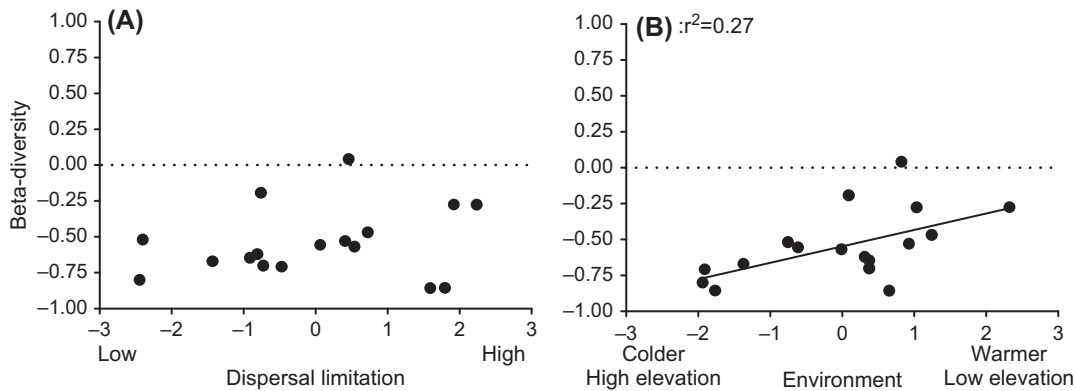 (A)
Beta-diversity
1.00
0.75
0.50
0.25
0.00
−0.25
−0.50
−0.75
−1.00
−3 −2 −1 0 1 2 3
Low High
Dispersal limitation
(B) :r²=0.27
1.00
0.75
0.50
0.25
0.00
−0.25
−0.50
−0.75
−1.00
−3 −2 −1 0 1 2 3
Colder Warmer
High elevation Environment Low elevation